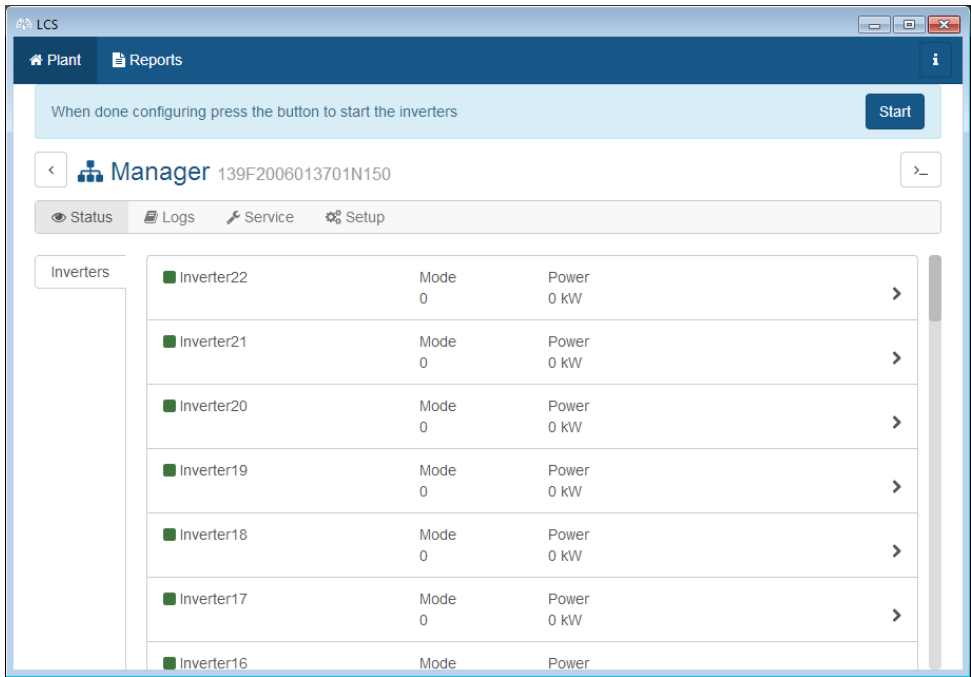 LCS
Plant Reports i
When done configuring press the button to start the inverters Start
Manager 139F2006013701N150 >_
Status Logs Service Setup
Inverters
Inverter22 Mode Power
0 0 kW
Inverter21 Mode Power
0 0 kW
Inverter20 Mode Power
0 0 kW
Inverter19 Mode Power
0 0 kW
Inverter18 Mode Power
0 0 kW
Inverter17 Mode Power
0 0 kW
Inverter16 Mode Power